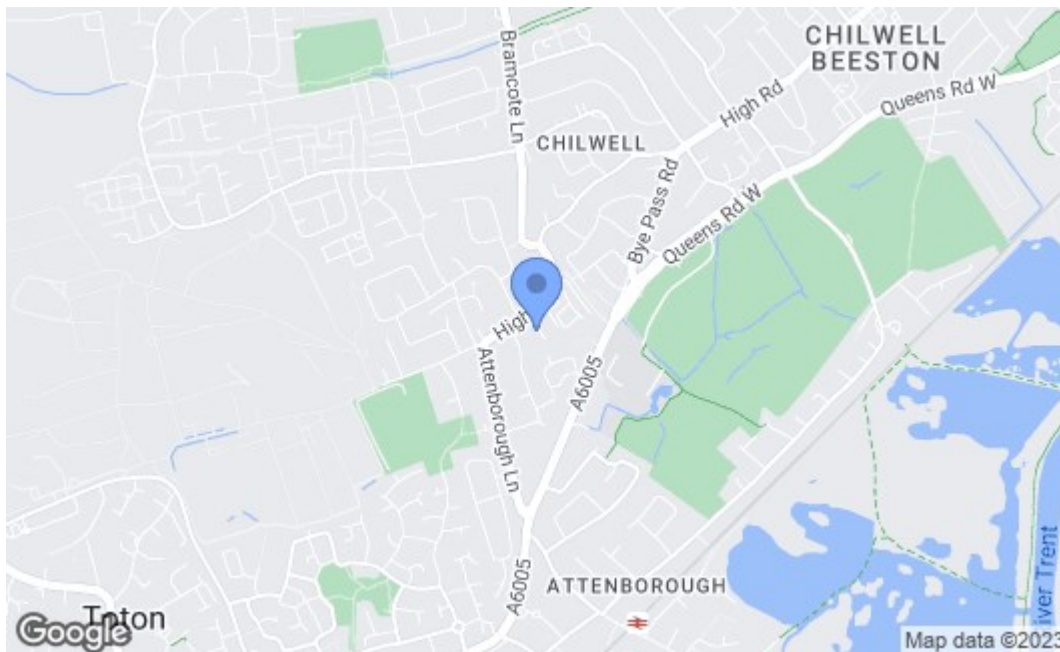 Bramcote Ln
CHILWELL
BEESTON
High Rd
Queens Rd W
CHILWELL
Bye Pass Rd
Queens Rd W
High
Attenborough Ln
A6005
A6005
ATTENBOROUGH
River Trent
Toton
Google
Map data ©2023